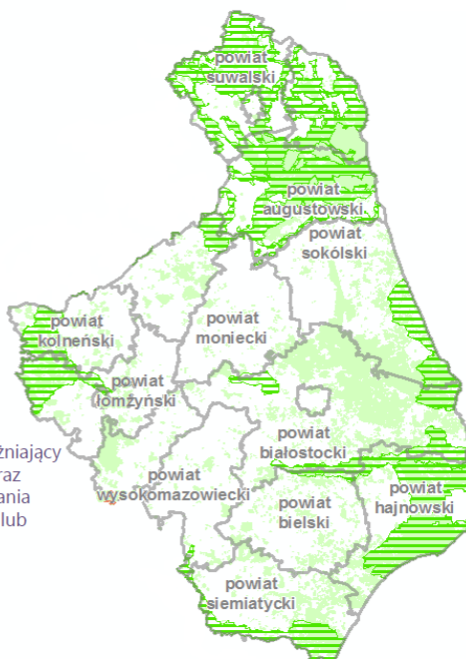 powiat
suwalski
powiat
augustowski
powiat
sokólski
powiat
kolneński
powiat
moniecki
powiat
łomżyński
powiat
białostocki
powiat
wysokomazowiecki
powiat
hajnowski
powiat
bielski
powiat
siemiatycki
żniający
raz
ania
lub